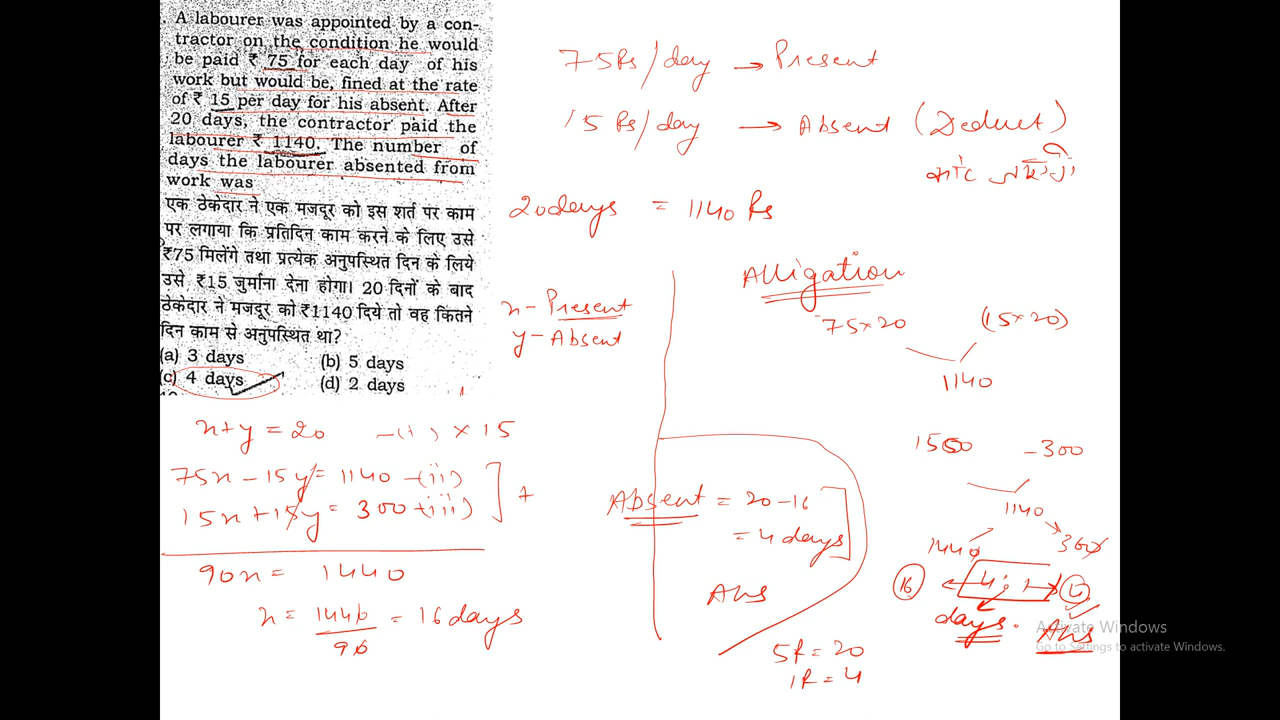 A labourer was appointed by a con-
tractor on the condition he would
be paid ₹ 75 for each day of his
work but would be, fined at the rate
of ₹ 15 per day for his absent. After
20 days, the contractor paid the
labourer ₹ 1140. The number of
days the labourer absented from
work was
एक ठेकेदार ने एक मजदूर को इस शर्त पर काम
पर लगाया कि प्रतिदिन काम करने के लिए उसे
₹75 मिलेंगे तथा प्रत्येक अनुपस्थित दिन के लिये
उसे ₹15 जुर्माना देना होगा। 20 दिनों के बाद
ठेकेदार ने मजदूर को ₹1140 दिये तो वह कितने
दिन काम से अनुपस्थित था?
(a) 3 days (b) 5 days
(c) 4 days (d) 2 days
75Rs/day → Present
15Rs/day → Absent (Deduct)
काट
20days = 1140 Rs
x - Present
y - Absent
x+y = 20 -(i) × 15
75x - 15y = 1140 -(ii)
15x + 15y = 300 -(iii) +
90x = 1440
x = 1440/90 = 16 days
Absent = 20 - 16
= 4 days
Ans
Alligation
75×20 (15×20)
1140
1500 -300
1140
1440 360
16 4 : 1
days. Ans
5R = 20
1R = 4
Activate Windows
Go to Settings to activate Windows.